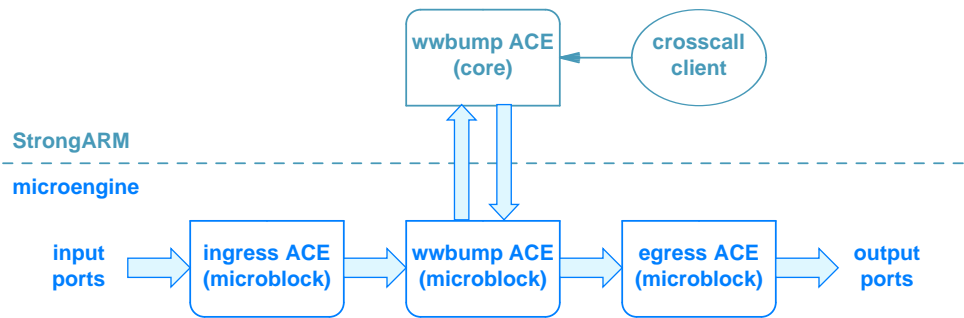 wwbump ACE
(core)
crosscall
client
StrongARM
microengine
input
ports
ingress ACE
(microblock)
wwbump ACE
(microblock)
egress ACE
(microblock)
output
ports